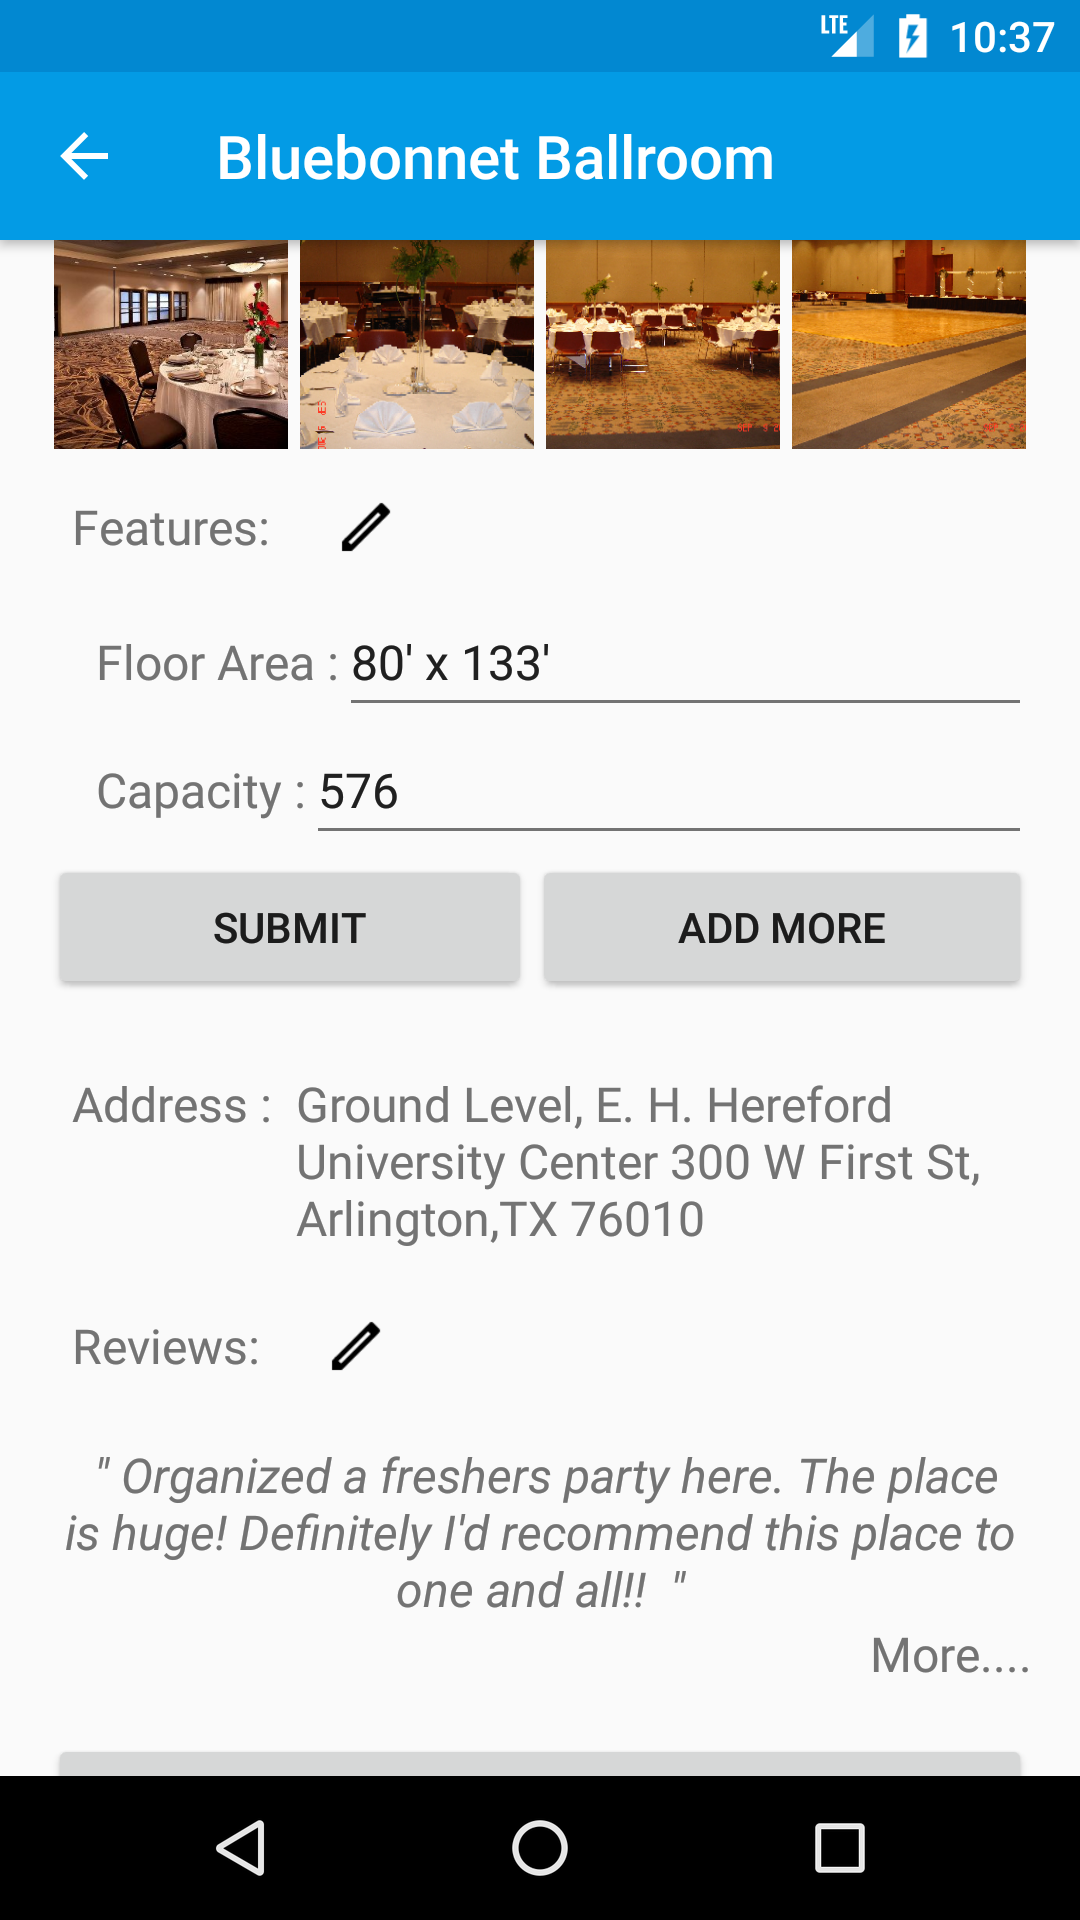 LTE 10:37
Bluebonnet Ballroom
Features:
Floor Area : 80' x 133'
Capacity : 576
SUBMIT ADD MORE
Address : Ground Level, E. H. Hereford
University Center 300 W First St,
Arlington,TX 76010
Reviews:
" Organized a freshers party here. The place
is huge! Definitely I'd recommend this place to
one and all!! "
More....